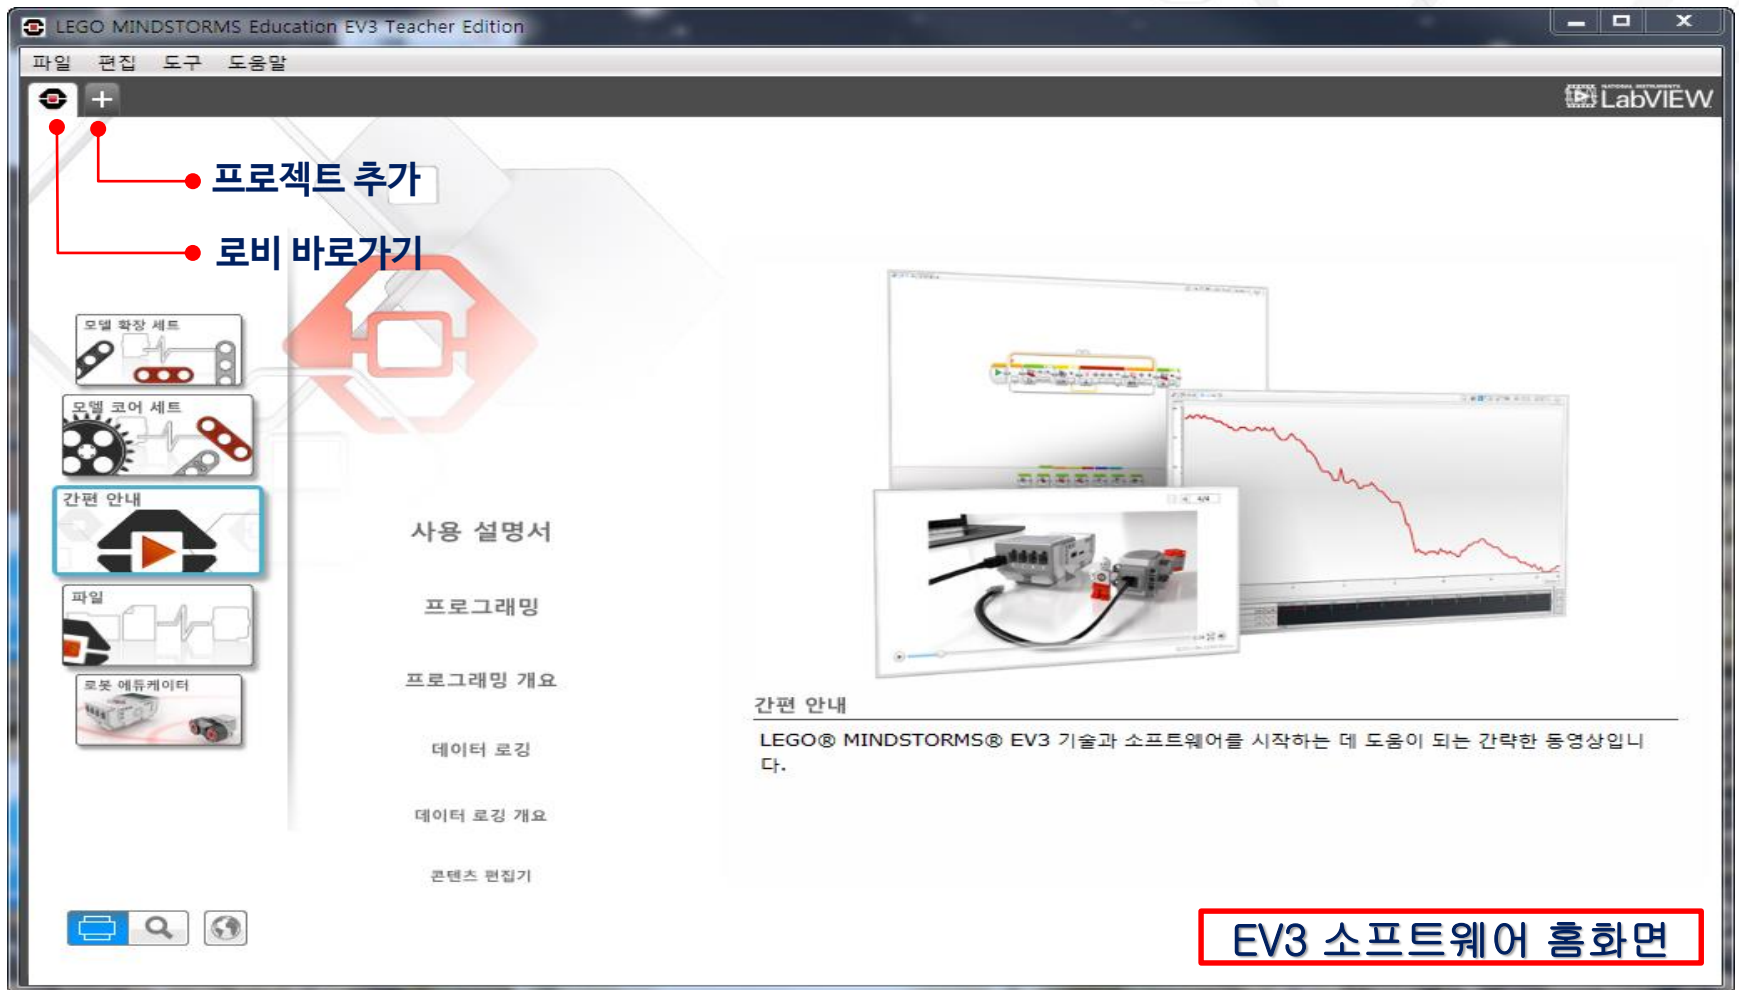 LEGO MINDSTORMS Education EV3 Teacher Edition
파일 편집 도구 도움말
NATIONAL INSTRUMENTS
LabVIEW
프로젝트 추가
로비 바로가기
모델 확장 세트
모델 코어 세트
간편 안내
파일
로봇 에듀케이터
사용 설명서
프로그래밍
프로그래밍 개요
데이터 로깅
데이터 로깅 개요
콘텐츠 편집기
4/4
간편 안내
LEGO® MINDSTORMS® EV3 기술과 소프트웨어를 시작하는 데 도움이 되는 간략한 동영상입니
다.
EV3 소프트웨어 홈화면